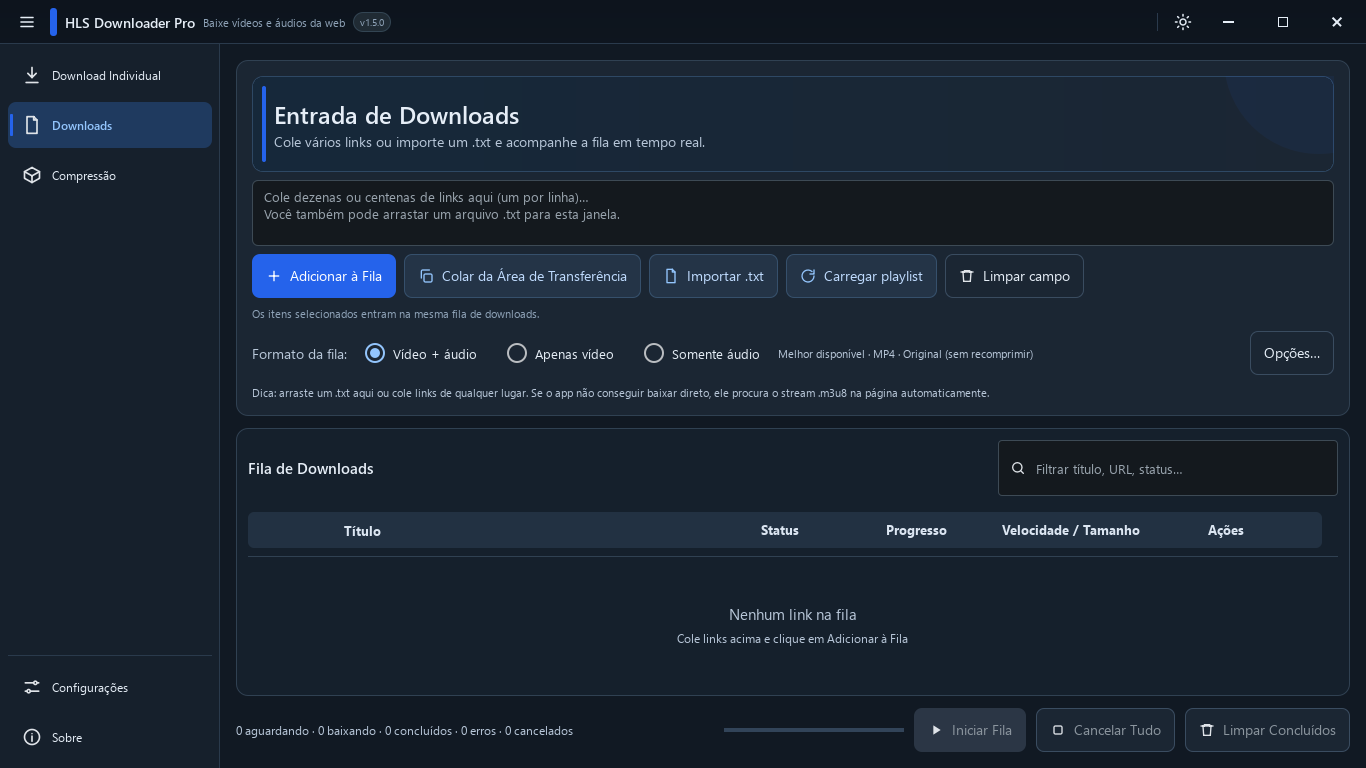 HLS Downloader Pro Baixe vídeos e áudios da web v1.5.0
Download Individual
Downloads
Compressão
Configurações
Sobre
Entrada de Downloads
Cole vários links ou importe um .txt e acompanhe a fila em tempo real.
Cole dezenas ou centenas de links aqui (um por linha)...
Você também pode arrastar um arquivo .txt para esta janela.
Adicionar à Fila Colar da Área de Transferência Importar .txt Carregar playlist Limpar campo
Os itens selecionados entram na mesma fila de downloads.
Formato da fila: Vídeo + áudio Apenas vídeo Somente áudio Melhor disponível · MP4 · Original (sem recomprimir) Opções...
Dica: arraste um .txt aqui ou cole links de qualquer lugar. Se o app não conseguir baixar direto, ele procura o stream .m3u8 na página automaticamente.
Fila de Downloads Filtrar título, URL, status...
Título Status Progresso Velocidade / Tamanho Ações
Nenhum link na fila
Cole links acima e clique em Adicionar à Fila
0 aguardando · 0 baixando · 0 concluídos · 0 erros · 0 cancelados Iniciar Fila Cancelar Tudo Limpar Concluídos